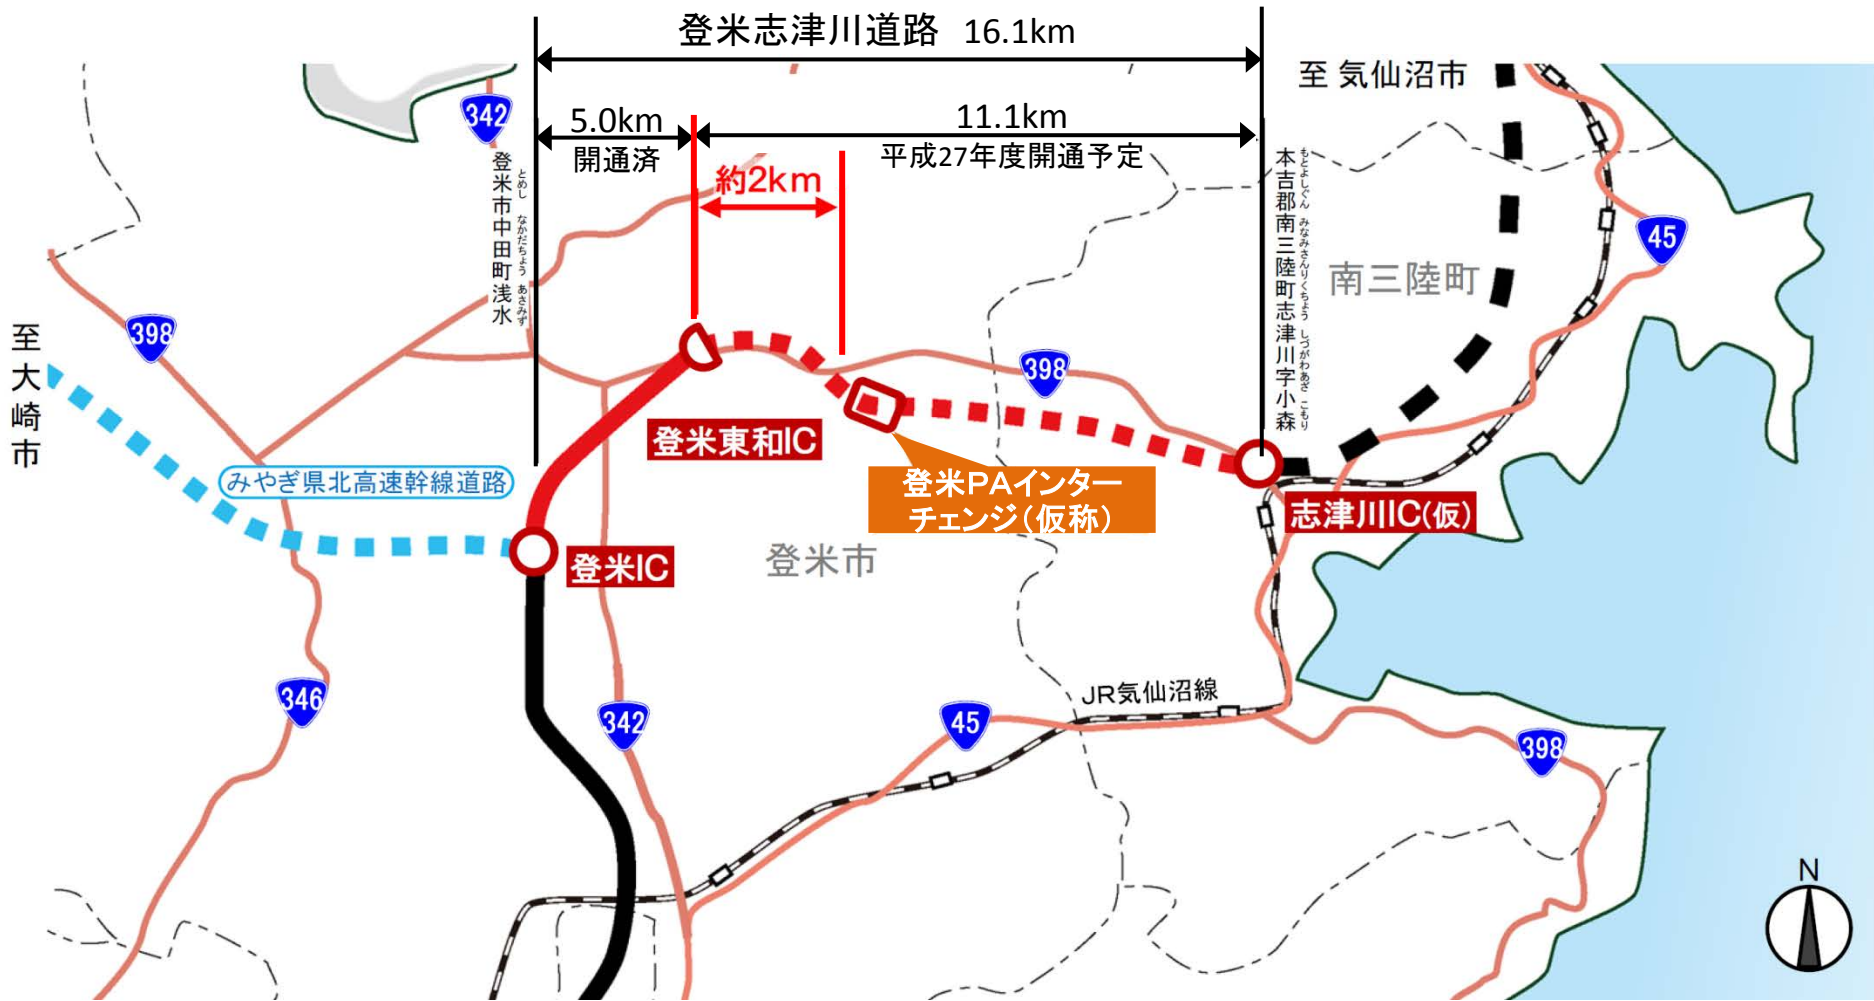 登米志津川道路 16.1km
至 気仙沼市
342
5.0km
開通済
11.1km
平成27年度開通予定
約2km
登米市中田町浅水
とめし なかだちょう あさみず
本吉郡南三陸町志津川字小森
もとよしぐん みなみさんりくちょう しづがわあざ こもり
45
南三陸町
至大崎市
398
398
登米東和IC
みやぎ県北高速幹線道路
登米PAインター
チェンジ(仮称)
志津川IC(仮)
登米IC
登米市
346
342
45
JR気仙沼線
398
N